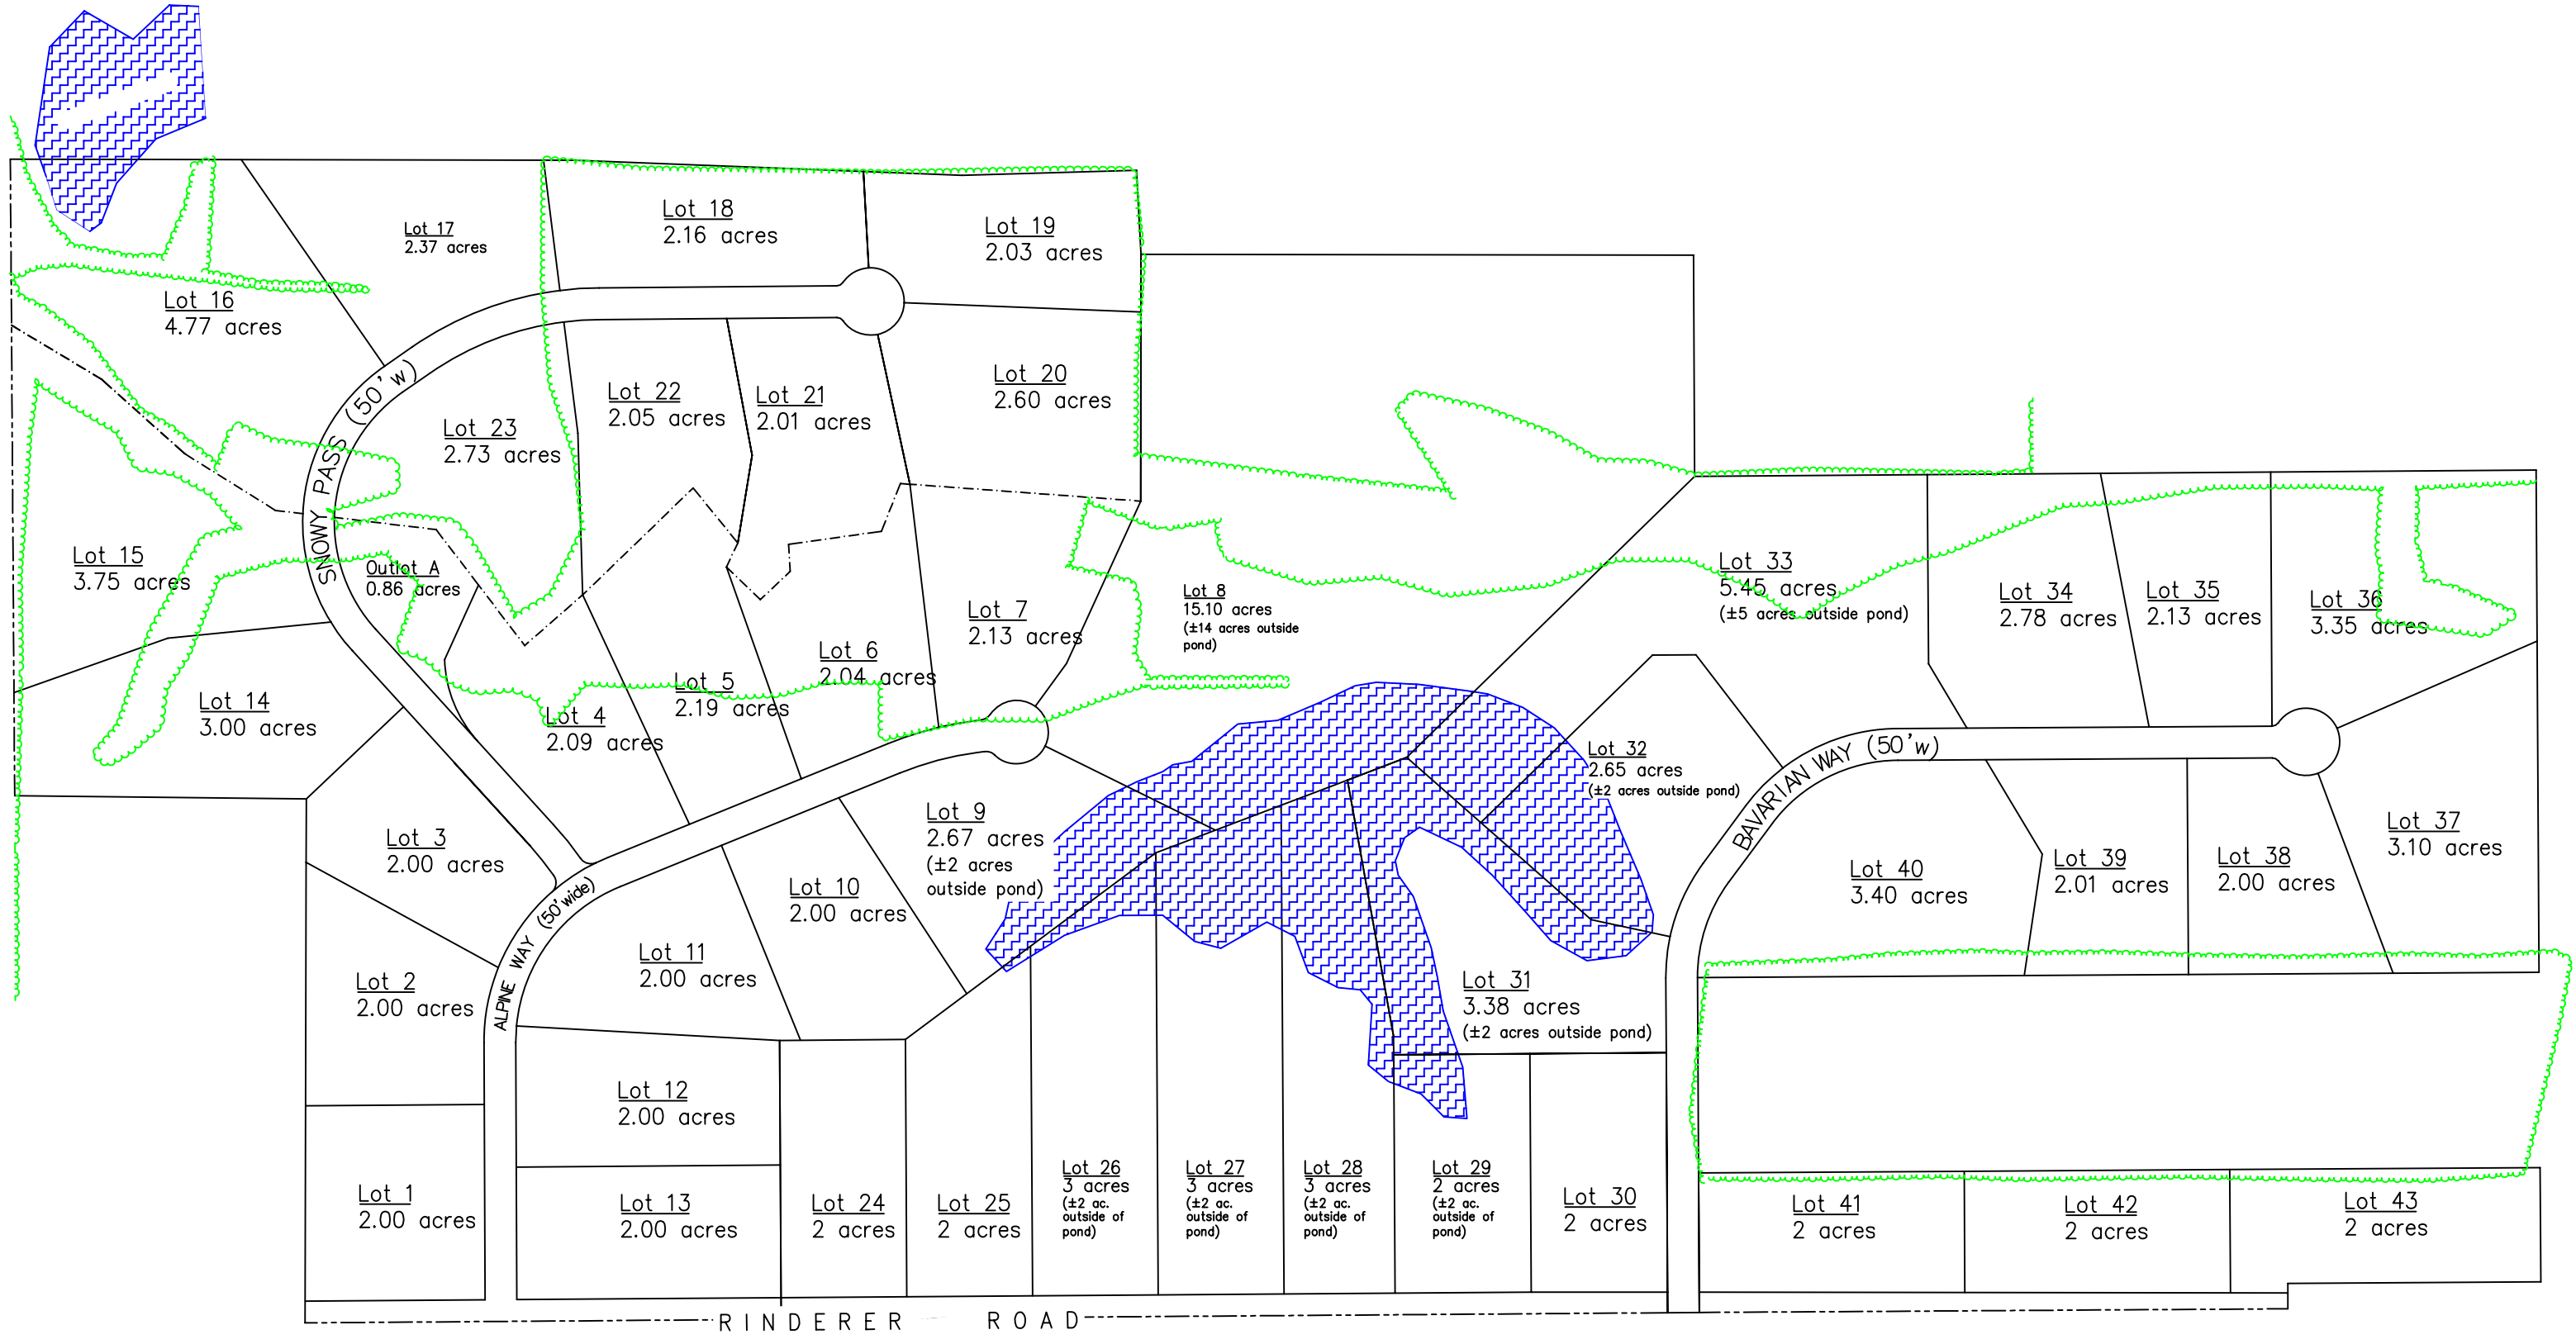 Lot 17
2.37 acres
Lot 18
2.16 acres
Lot 19
2.03 acres
Lot 16
4.77 acres
SNOWY PASS (50' w)
Lot 23
2.73 acres
Lot 22
2.05 acres
Lot 21
2.01 acres
Lot 20
2.60 acres
Lot 15
3.75 acres
Outlot A
0.86 acres
Lot 14
3.00 acres
Lot 4
2.09 acres
Lot 5
2.19 acres
Lot 6
2.04 acres
Lot 7
2.13 acres
Lot 8
15.10 acres
(±14 acres outside
pond)
Lot 33
5.45 acres
(±5 acres outside pond)
Lot 34
2.78 acres
Lot 35
2.13 acres
Lot 36
3.35 acres
Lot 32
2.65 acres
(±2 acres outside pond)
BAVARIAN WAY (50'w)
Lot 3
2.00 acres
Lot 9
2.67 acres
(±2 acres
outside pond)
Lot 10
2.00 acres
Lot 11
2.00 acres
ALPINE WAY (50'wide)
Lot 2
2.00 acres
Lot 31
3.38 acres
(±2 acres outside pond)
Lot 40
3.40 acres
Lot 39
2.01 acres
Lot 38
2.00 acres
Lot 37
3.10 acres
Lot 12
2.00 acres
Lot 1
2.00 acres
Lot 13
2.00 acres
Lot 24
2 acres
Lot 25
2 acres
Lot 26
3 acres
(±2 ac.
outside of
pond)
Lot 27
3 acres
(±2 ac.
outside of
pond)
Lot 28
3 acres
(±2 ac.
outside of
pond)
Lot 29
2 acres
(±2 ac.
outside of
pond)
Lot 30
2 acres
Lot 41
2 acres
Lot 42
2 acres
Lot 43
2 acres
RINDERER ROAD